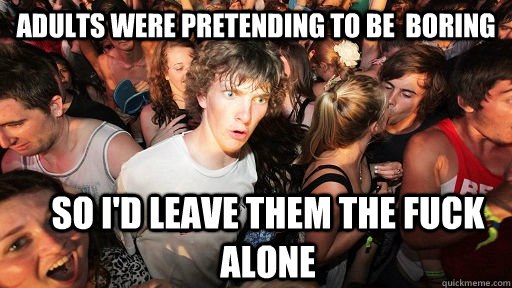 ADULTS WERE PRETENDING TO BE BORING
SO I'D LEAVE THEM THE FUCK
ALONE
quickmeme.com